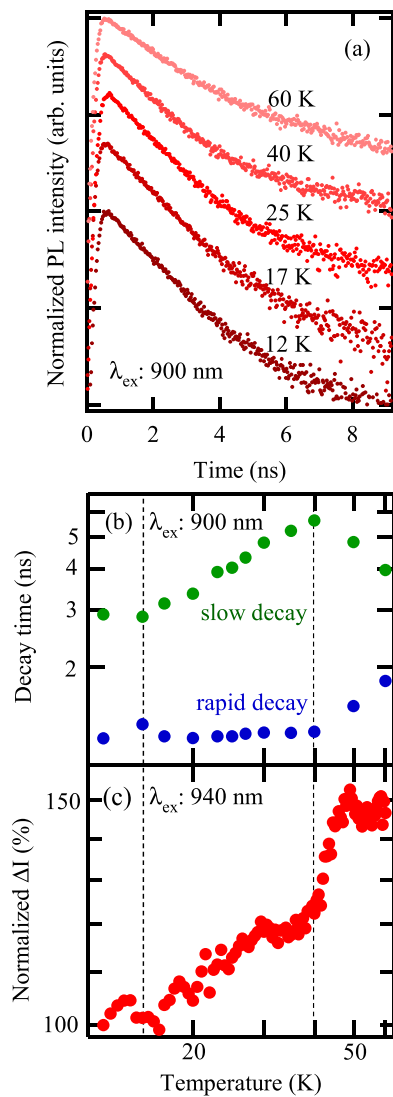 (a)
60 K
40 K
25 K
17 K
12 K
λex: 900 nm
Normalized PL intensity (arb. units)
0 2 4 6 8
Time (ns)
(b) λex: 900 nm
5
4
3
2
slow decay
rapid decay
Decay time (ns)
(c) λex: 940 nm
150
100
Normalized ΔI (%)
20 50
Temperature (K)